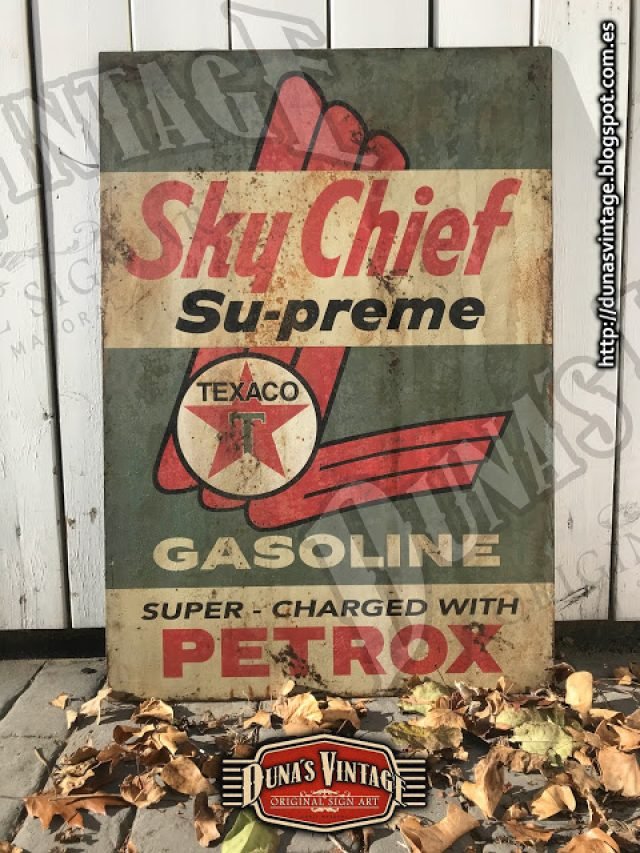 Sky Chief
Su-preme
TEXACO
T
GASOLINE
SUPER - CHARGED WITH
PETROX
http://dunasvintage.blogspot.com.es
DUNA'S VINTAGE
ORIGINAL SIGN ART